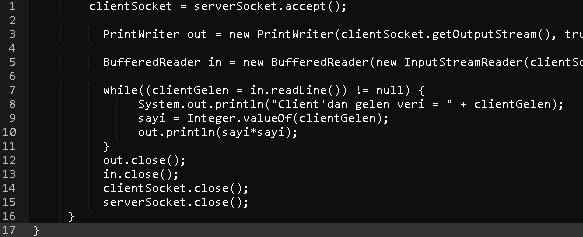 1 clientSocket = serverSocket.accept();
2
3 PrintWriter out = new PrintWriter(clientSocket.getOutputStream(), tru
4
5 BufferedReader in = new BufferedReader(new InputStreamReader(clientSo
6
7 while((clientGelen = in.readLine()) != null) {
8 System.out.println("Client'dan gelen veri = " + clientGelen);
9 sayi = Integer.valueOf(clientGelen);
10 out.println(sayi*sayi);
11 }
12 out.close();
13 in.close();
14 clientSocket.close();
15 serverSocket.close();
16 }
17 }